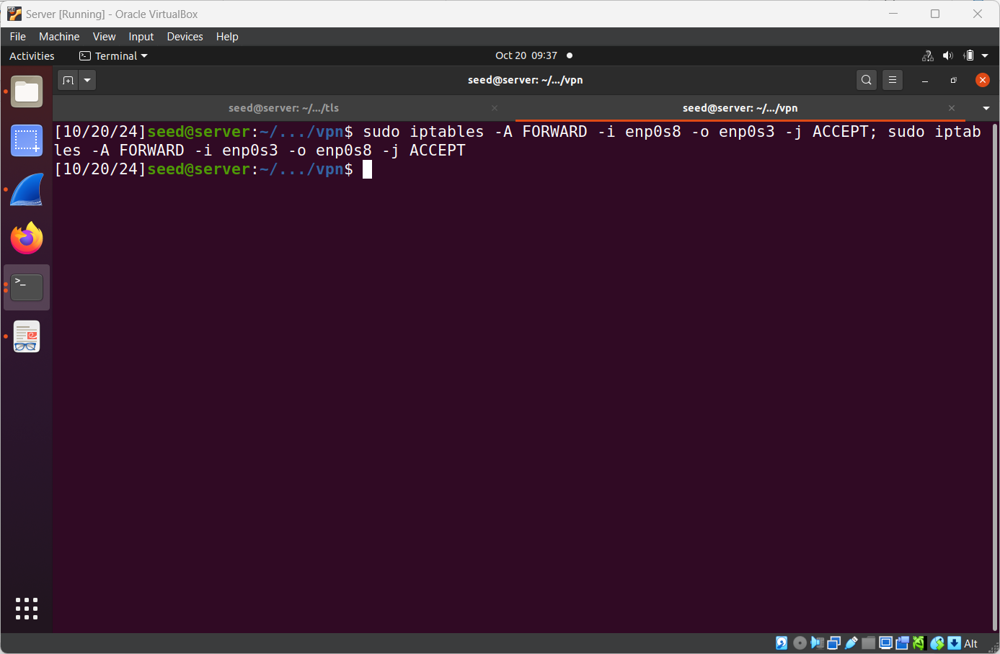 Server [Running] - Oracle VirtualBox
File Machine View Input Devices Help
Activities Terminal Oct 20 09:37
seed@server: ~/.../vpn
seed@server: ~/.../tls seed@server: ~/.../vpn
[10/20/24]seed@server:~/.../vpn$ sudo iptables -A FORWARD -i enp0s8 -o enp0s3 -j ACCEPT; sudo iptab
les -A FORWARD -i enp0s3 -o enp0s8 -j ACCEPT
[10/20/24]seed@server:~/.../vpn$
Alt